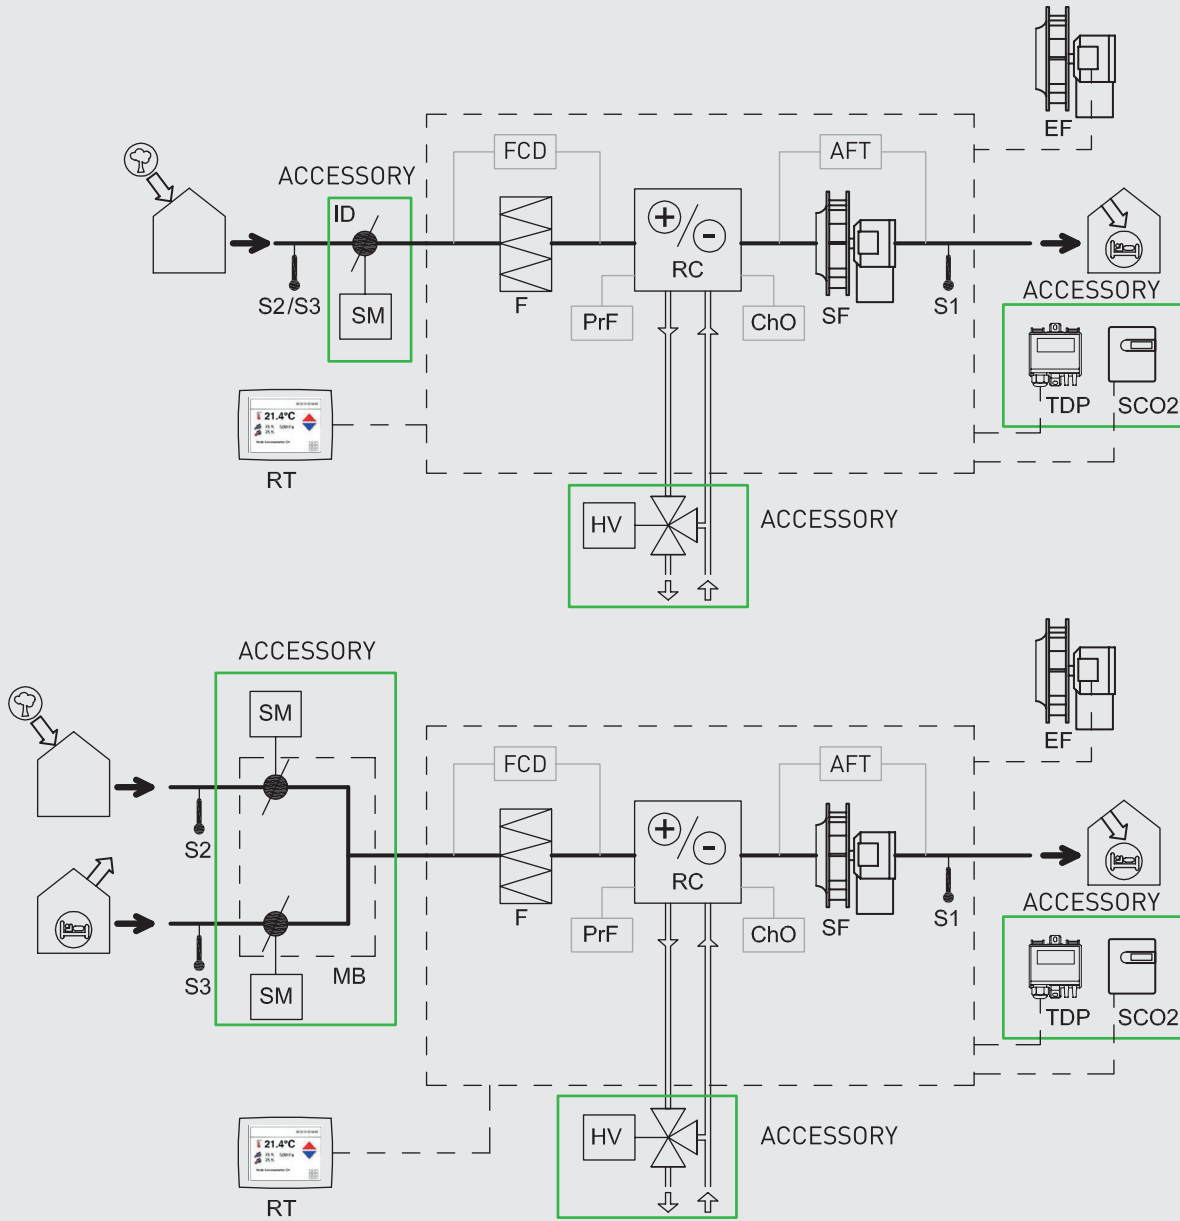 EF
FCD
AFT
ACCESSORY
ID
RC
S2/S3
SM
F
PrF
ChO
SF
S1
ACCESSORY
21.4°C
TDP
SCO2
RT
HV
ACCESSORY
ACCESSORY
SM
EF
FCD
AFT
S2
RC
F
PrF
ChO
SF
S1
ACCESSORY
S3
MB
SM
TDP
SCO2
21.4°C
HV
ACCESSORY
RT